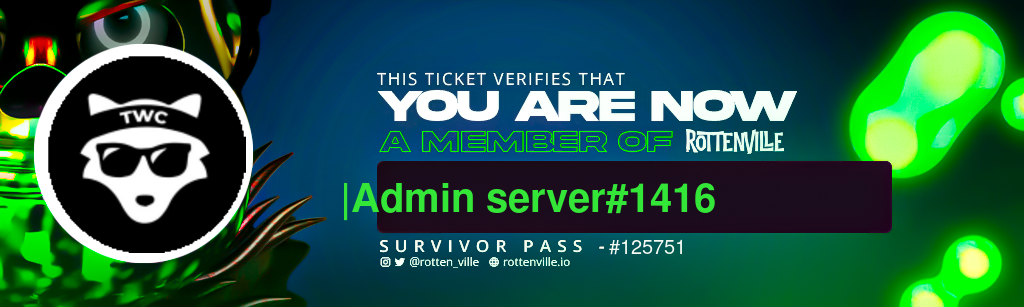 TWC
THIS TICKET VERIFIES THAT
YOU ARE NOW
A MEMBER OF ROTTENVILLE
|Admin server#1416
SURVIVOR PASS - #125751
@rotten_ville rottenville.io